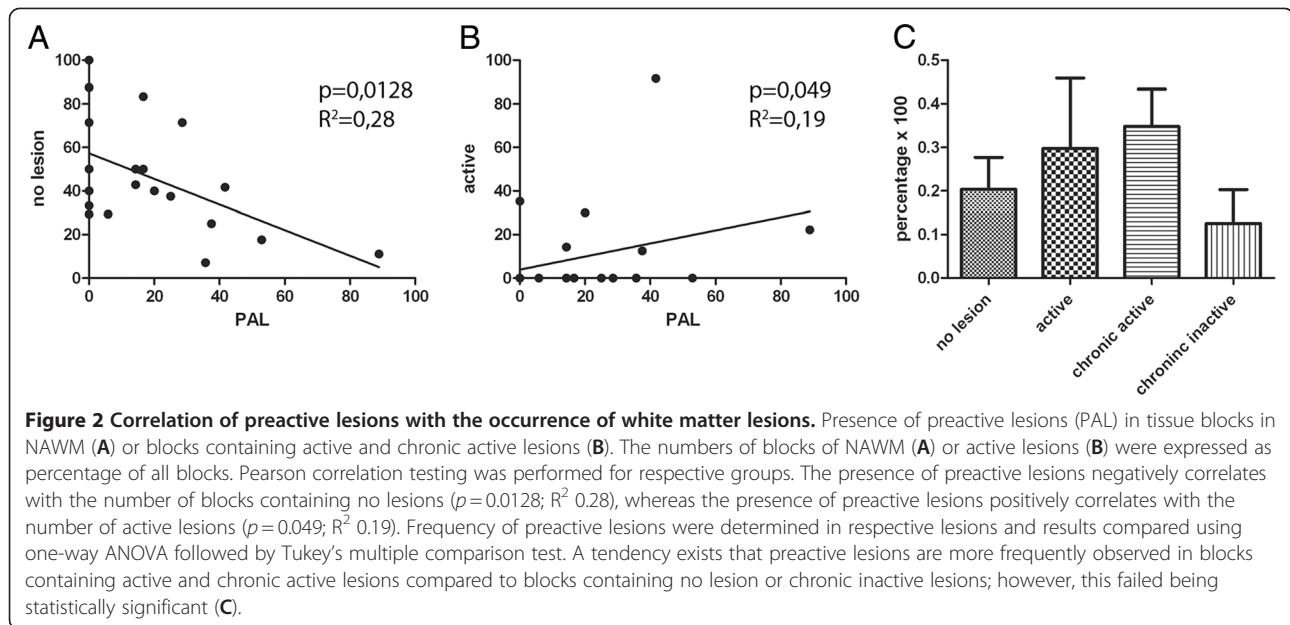 A
100
80
60
40
20
0
no lesion
p=0,0128
R²=0,28
0 20 40 60 80 100
PAL
B
100
80
60
40
20
0
active
p=0,049
R²=0,19
0 20 40 60 80 100
PAL
C
0.5
0.4
0.3
0.2
0.1
0.0
percentage x 100
no lesion
active
chronic active
chroninc inactive
Figure 2 Correlation of preactive lesions with the occurrence of white matter lesions. Presence of preactive lesions (PAL) in tissue blocks in
NAWM (A) or blocks containing active and chronic active lesions (B). The numbers of blocks of NAWM (A) or active lesions (B) were expressed as
percentage of all blocks. Pearson correlation testing was performed for respective groups. The presence of preactive lesions negatively correlates
with the number of blocks containing no lesions (p = 0.0128; R² 0.28), whereas the presence of preactive lesions positively correlates with the
number of active lesions (p = 0.049; R² 0.19). Frequency of preactive lesions were determined in respective lesions and results compared using
one-way ANOVA followed by Tukey's multiple comparison test. A tendency exists that preactive lesions are more frequently observed in blocks
containing active and chronic active lesions compared to blocks containing no lesion or chronic inactive lesions; however, this failed being
statistically significant (C).